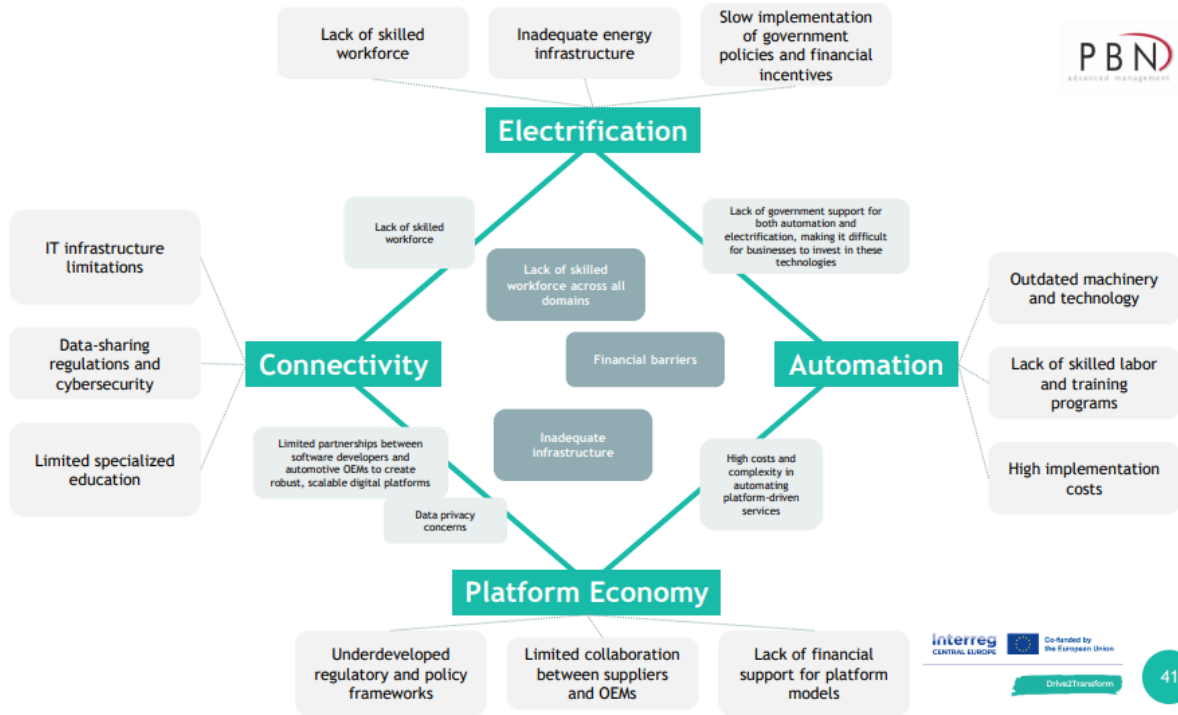 Lack of skilled
workforce
Inadequate energy
infrastructure
Slow implementation
of government
policies and financial
incentives
PBN
advanced management
Electrification
Lack of skilled
workforce
Lack of government support for
both automation and
electrification, making it difficult
for businesses to invest in these
technologies
IT infrastructure
limitations
Lack of skilled
workforce across all
domains
Outdated machinery
and technology
Data-sharing
regulations and
cybersecurity
Connectivity
Financial barriers
Automation
Lack of skilled labor
and training
programs
Limited specialized
education
Limited partnerships between
software developers and
automotive OEMs to create
robust, scalable digital platforms
Inadequate
infrastructure
High costs and
complexity in
automating
platform-driven
services
High implementation
costs
Data privacy
concerns
Platform Economy
Underdeveloped
regulatory and policy
frameworks
Limited collaboration
between suppliers
and OEMs
Lack of financial
support for platform
models
Interreg
CENTRAL EUROPE
Co-funded by
the European Union
Drive2Transform
41